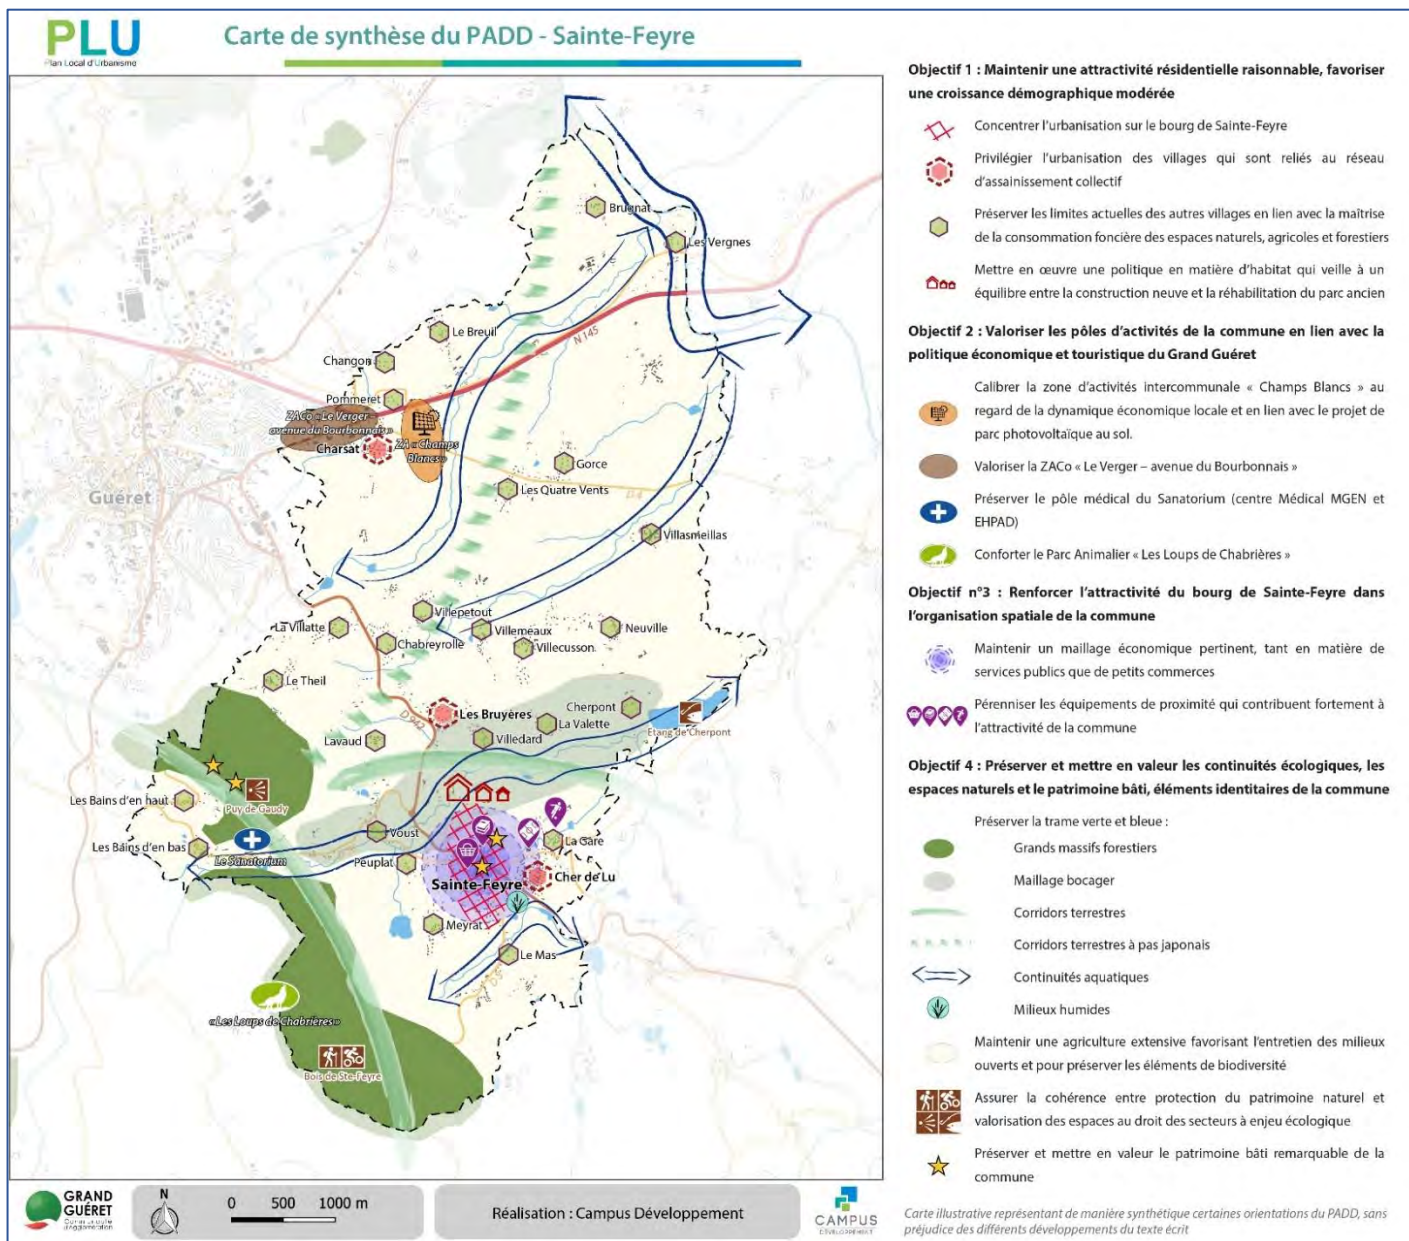 PLU
Plan Local d'Urbanisme
Carte de synthèse du PADD - Sainte-Feyre
Brugnat
Les Vergnes
N 145
Le Breuil
Changon
Pommeret
ZACo « Le Verger –
avenue du Bourbonnais »
Charsat
ZA « Champs
Blancs »
Guéret
Gorce
Les Quatre Vents
D 4
Villasmeillas
Villepetout
La Villatte
Villemeaux
Neuville
Chabreyrolle
Villecusson
Le Theil
Cherpont
Les Bruyères
La Valette
D 942
Etang de Cherpont
Lavaud
Villedard
Les Bains d'en haut
Puy de Gaudy
Voust
La Gare
Les Bains d'en bas
Le Sanatorium
Peuplat
Sainte-Feyre
Cher de Lu
Meyrat
Le Mas
D 3
« Les Loups de Chabrières »
Bois de Ste-Feyre
GRAND
GUÉRET
Communauté
d'Agglomération
N
0 500 1000 m
Réalisation : Campus Développement
CAMPUS
DÉVELOPPEMENT
Objectif 1 : Maintenir une attractivité résidentielle raisonnable, favoriser
une croissance démographique modérée
Concentrer l'urbanisation sur le bourg de Sainte-Feyre
Privilégier l'urbanisation des villages qui sont reliés au réseau
d'assainissement collectif
Préserver les limites actuelles des autres villages en lien avec la maîtrise
de la consommation foncière des espaces naturels, agricoles et forestiers
Mettre en œuvre une politique en matière d'habitat qui veille à un
équilibre entre la construction neuve et la réhabilitation du parc ancien
Objectif 2 : Valoriser les pôles d'activités de la commune en lien avec la
politique économique et touristique du Grand Guéret
Calibrer la zone d'activités intercommunale « Champs Blancs » au
regard de la dynamique économique locale et en lien avec le projet de
parc photovoltaïque au sol.
Valoriser la ZACo « Le Verger – avenue du Bourbonnais »
Préserver le pôle médical du Sanatorium (centre Médical MGEN et
EHPAD)
Conforter le Parc Animalier « Les Loups de Chabrières »
Objectif n°3 : Renforcer l'attractivité du bourg de Sainte-Feyre dans
l'organisation spatiale de la commune
Maintenir un maillage économique pertinent, tant en matière de
services publics que de petits commerces
Pérenniser les équipements de proximité qui contribuent fortement à
l'attractivité de la commune
Objectif 4 : Préserver et mettre en valeur les continuités écologiques, les
espaces naturels et le patrimoine bâti, éléments identitaires de la commune
Préserver la trame verte et bleue :
Grands massifs forestiers
Maillage bocager
Corridors terrestres
Corridors terrestres à pas japonais
Continuités aquatiques
Milieux humides
Maintenir une agriculture extensive favorisant l'entretien des milieux
ouverts et pour préserver les éléments de biodiversité
Assurer la cohérence entre protection du patrimoine naturel et
valorisation des espaces au droit des secteurs à enjeu écologique
Préserver et mettre en valeur le patrimoine bâti remarquable de la
commune
Carte illustrative représentant de manière synthétique certaines orientations du PADD, sans
préjudice des différents développements du texte écrit